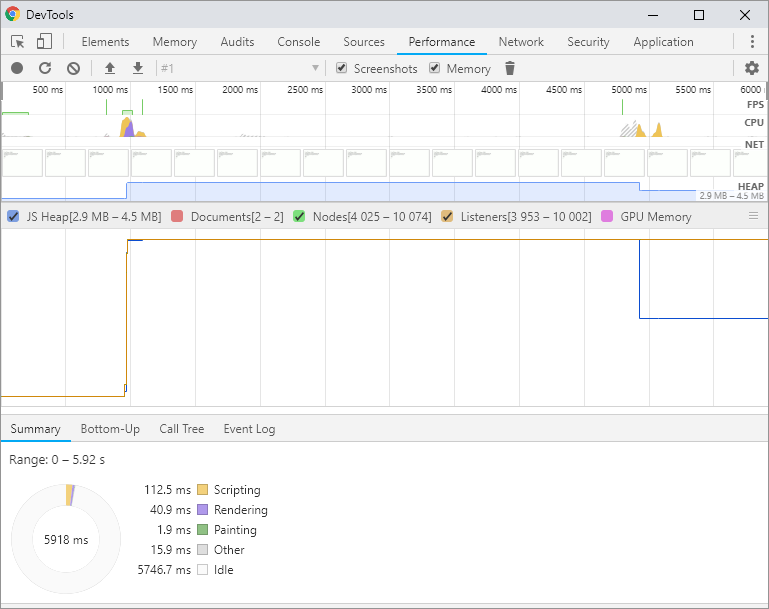 DevTools
Elements Memory Audits Console Sources Performance Network Security Application
#1 Screenshots Memory
500 ms 1000 ms 1500 ms 2000 ms 2500 ms 3000 ms 3500 ms 4000 ms 4500 ms 5000 ms 5500 ms 6000
FPS
CPU
NET
HEAP
2.9 MB – 4.5 MB
JS Heap[2.9 MB – 4.5 MB] Documents[2 – 2] Nodes[4 025 – 10 074] Listeners[3 953 – 10 002] GPU Memory
Summary Bottom-Up Call Tree Event Log
Range: 0 – 5.92 s
5918 ms
112.5 ms Scripting
40.9 ms Rendering
1.9 ms Painting
15.9 ms Other
5746.7 ms Idle